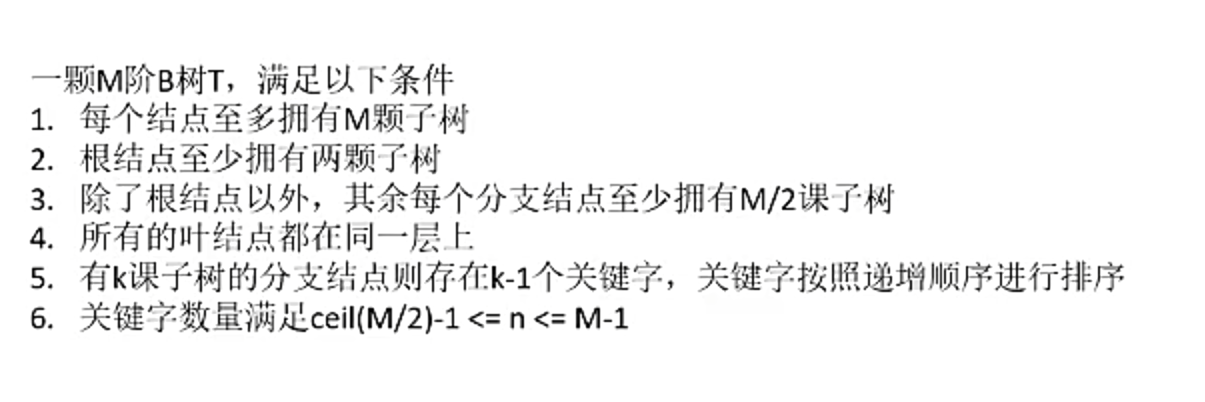 一颗M阶B树T，满足以下条件
1. 每个结点至多拥有M颗子树
2. 根结点至少拥有两颗子树
3. 除了根结点以外，其余每个分支结点至少拥有M/2课子树
4. 所有的叶结点都在同一层上
5. 有k课子树的分支结点则存在k-1个关键字，关键字按照递增顺序进行排序
6. 关键字数量满足ceil(M/2)-1 <= n <= M-1